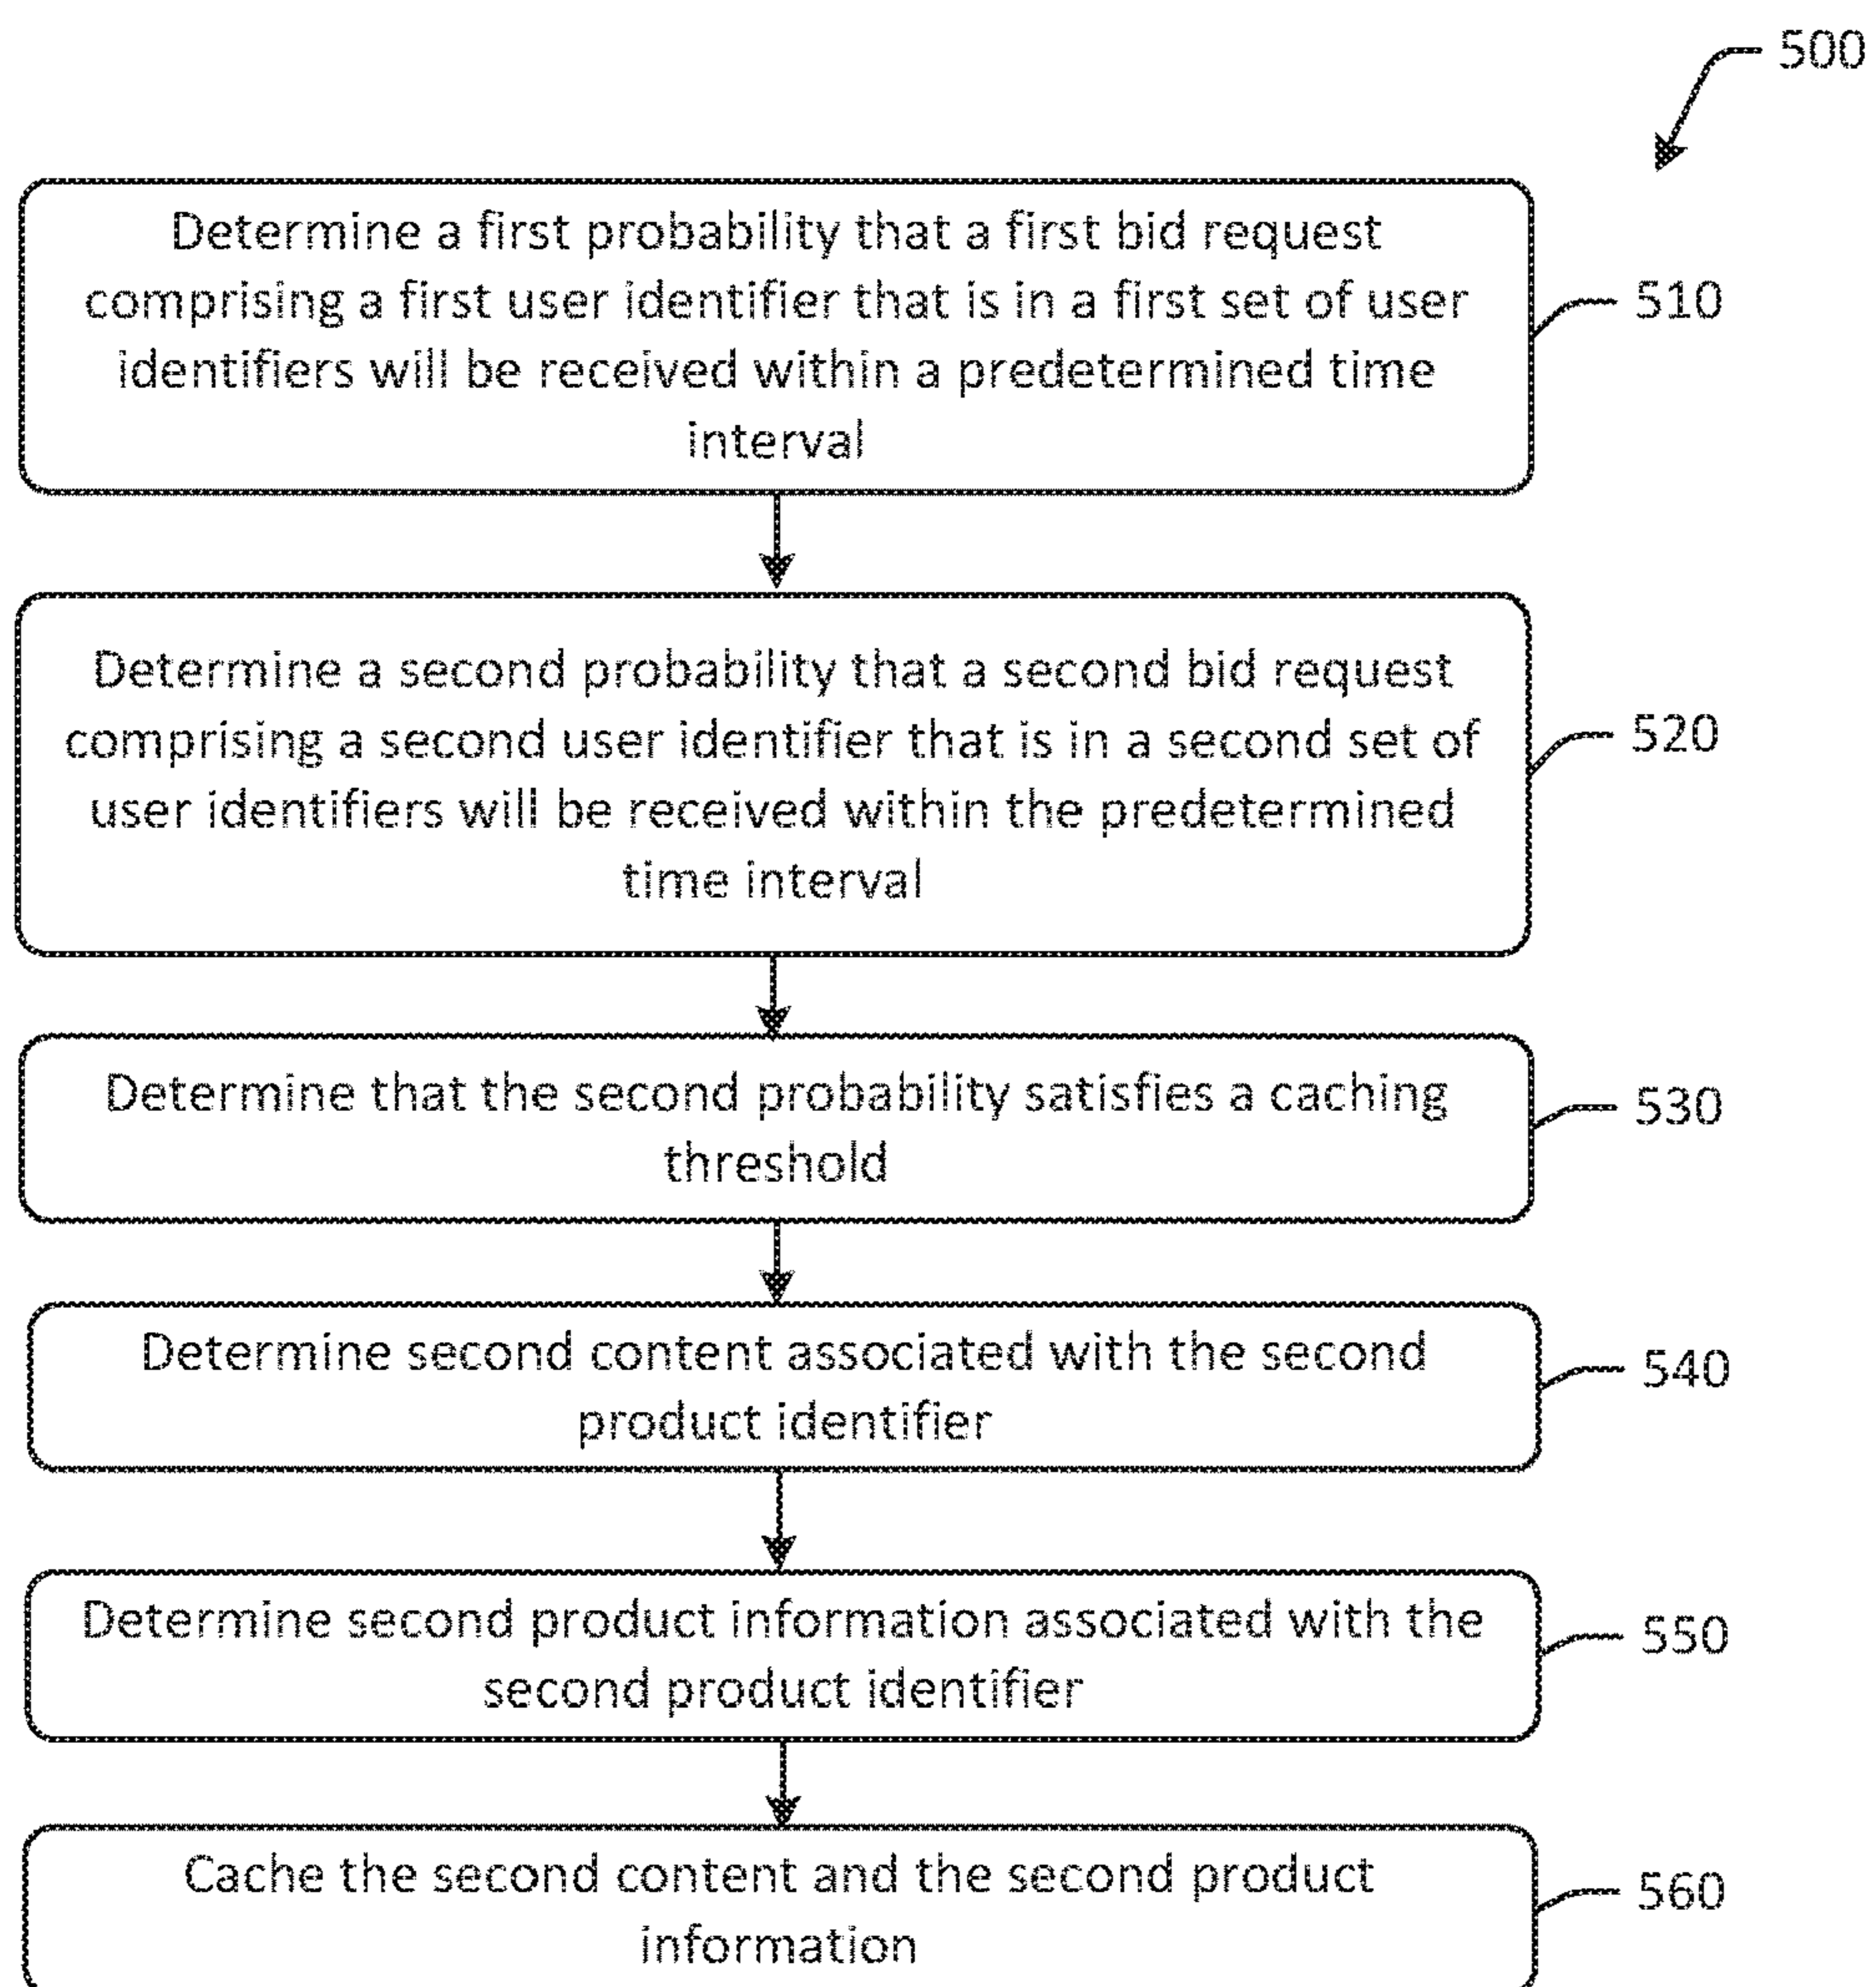 500
Determine a first probability that a first bid request
comprising a first user identifier that is in a first set of user
identifiers will be received within a predetermined time
interval
510
Determine a second probability that a second bid request
comprising a second user identifier that is in a second set of
user identifiers will be received within the predetermined
time interval
520
Determine that the second probability satisfies a caching
threshold
530
Determine second content associated with the second
product identifier
540
Determine second product information associated with the
second product identifier
550
Cache the second content and the second product
information
560